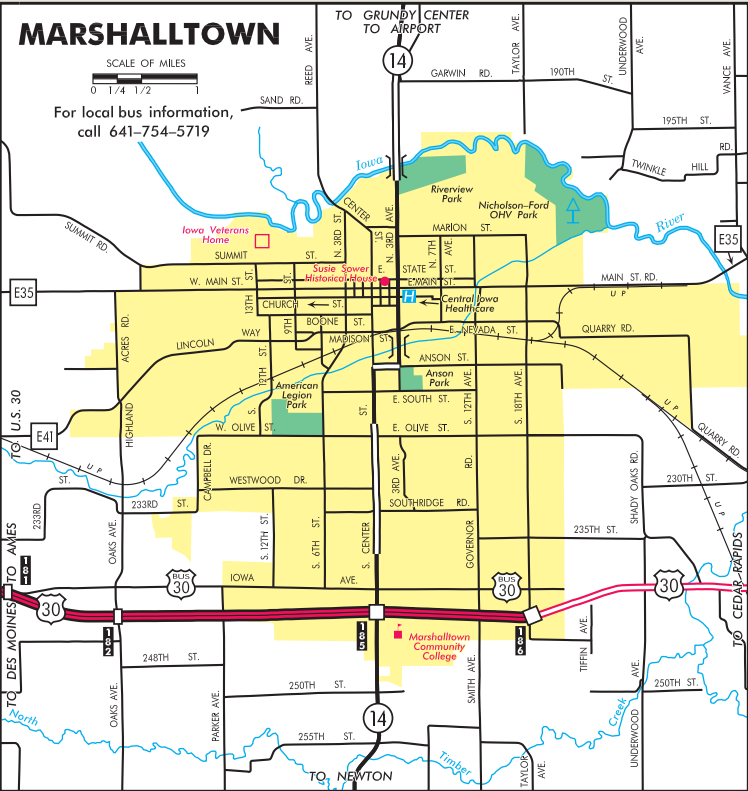 MARSHALLTOWN
SCALE OF MILES
0 1/4 1/2 1
For local bus information,
call 641–754–5719
TO GRUNDY CENTER
TO AIRPORT
14
REED AVE.
TAYLOR AVE.
UNDERWOOD AVE.
VANCE AVE.
GARWIN RD.
190TH ST.
SAND RD.
195TH ST.
TWINKLE HILL RD.
Iowa
River
Riverview
Park
Nicholson–Ford
OHV Park
SUMMIT RD.
Iowa Veterans
Home
CENTER ST.
N. 3RD ST.
N. 3RD AVE.
MARION ST.
N. 7TH AVE.
E35
SUMMIT ST.
Susie Sower
Historical House
E. STATE ST.
W. MAIN ST.
E.MAIN ST.
MAIN ST. RD.
E35
U P
H
Central Iowa
Healthcare
13TH ST.
9TH ST.
CHURCH ST.
BOONE ST.
MADISON ST.
E. NEVADA ST.
QUARRY RD.
LINCOLN WAY
ACRES RD.
HIGHLAND
12TH ST.
S.
ANSON ST.
Anson
Park
American
Legion
Park
S. 12TH AVE.
S. 18TH AVE.
E. SOUTH ST.
ST.
W. OLIVE ST.
E. OLIVE ST.
U P
QUARRY RD.
TO U.S. 30
E41
U P
ST.
233RD
233RD ST.
CAMPBELL DR.
WESTWOOD DR.
3RD AVE.
SOUTHRIDGE RD.
RD.
GOVERNOR
SHADY OAKS RD.
230TH ST.
U P
235TH ST.
OAKS AVE.
S. 12TH ST.
S. 6TH ST.
S. CENTER
IOWA AVE.
BUS
30
BUS
30
30
30
TO DES MOINES
TO AMES
TO CEDAR RAPIDS
181
182
185
186
Marshalltown
Community
College
TIFFIN AVE.
248TH ST.
250TH ST.
250TH ST.
OAKS AVE.
PARKER AVE.
SMITH AVE.
UNDERWOOD AVE.
14
255TH ST.
TO NEWTON
TAYLOR AVE.
North
Timber
Creek